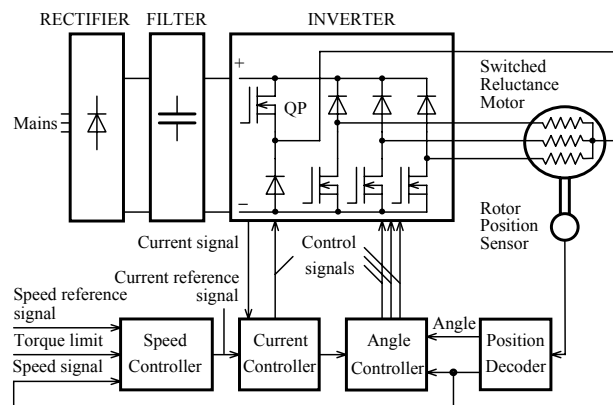 RECTIFIER
FILTER
INVERTER
+
QP
Mains
−
Switched
Reluctance
Motor
Rotor
Position
Sensor
Current signal
Control
signals
Current reference
signal
Speed reference
signal
Torque limit
Speed signal
Speed
Controller
Current
Controller
Angle
Controller
Angle
Position
Decoder